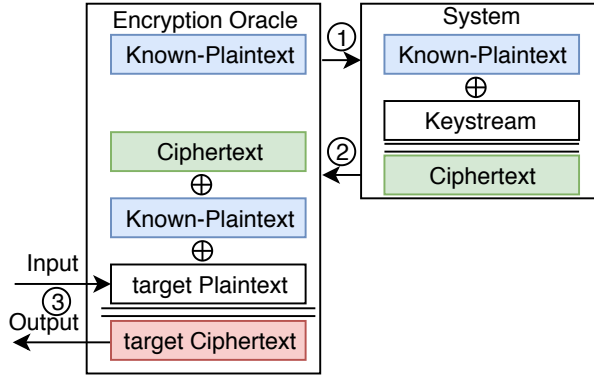 Encryption Oracle
Known-Plaintext
Ciphertext
⊕
Known-Plaintext
⊕
target Plaintext
target Ciphertext
1
2
System
Known-Plaintext
⊕
Keystream
Ciphertext
Input
3
Output